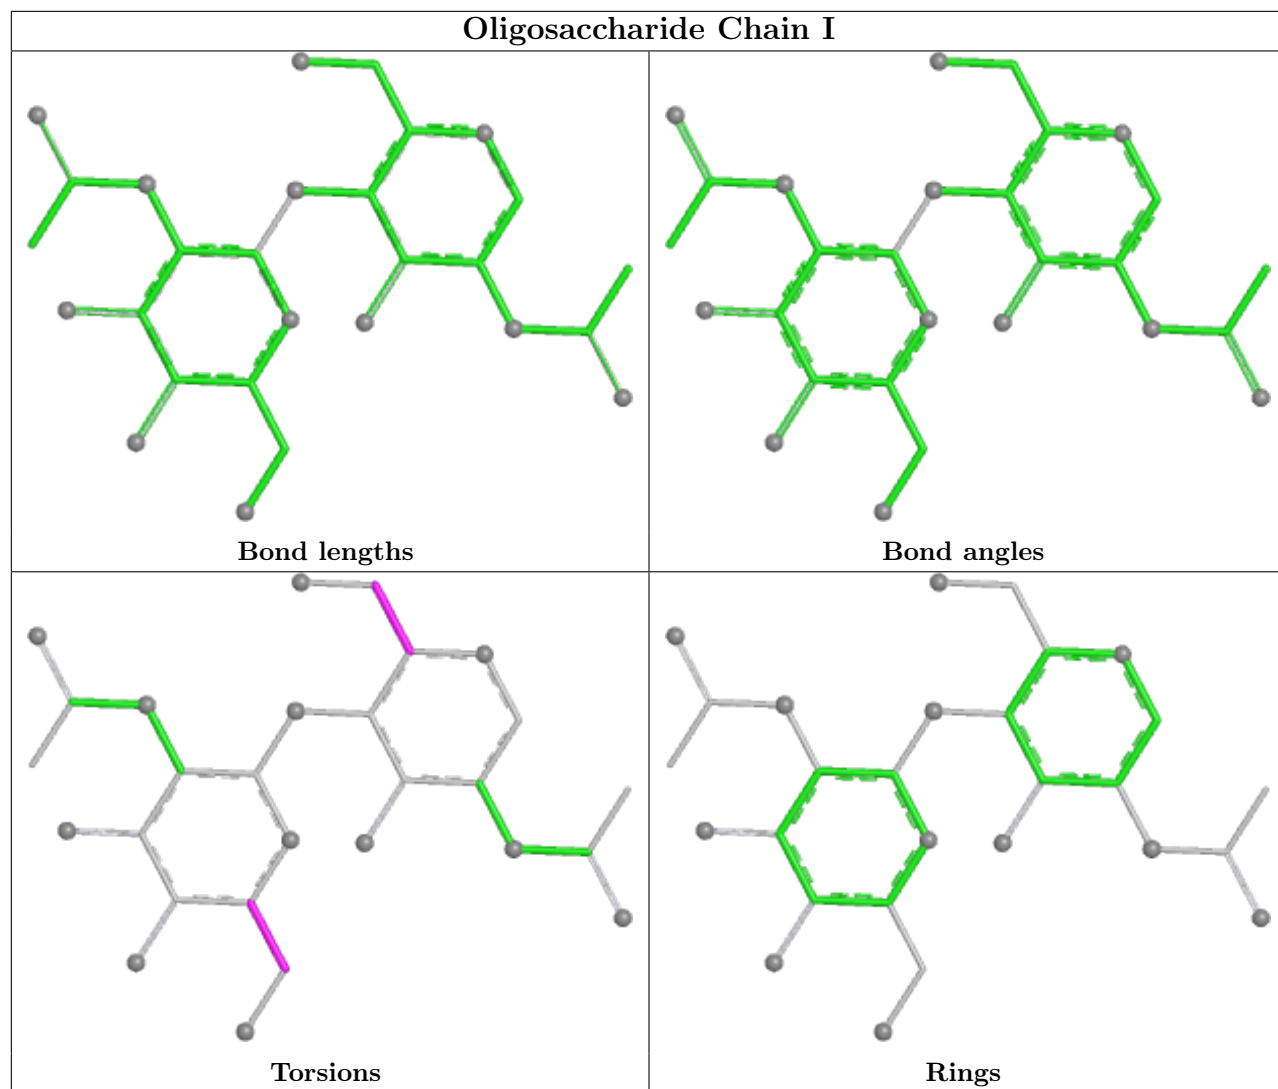 Oligosaccharide Chain I
Bond lengths
Bond angles
Torsions
Rings